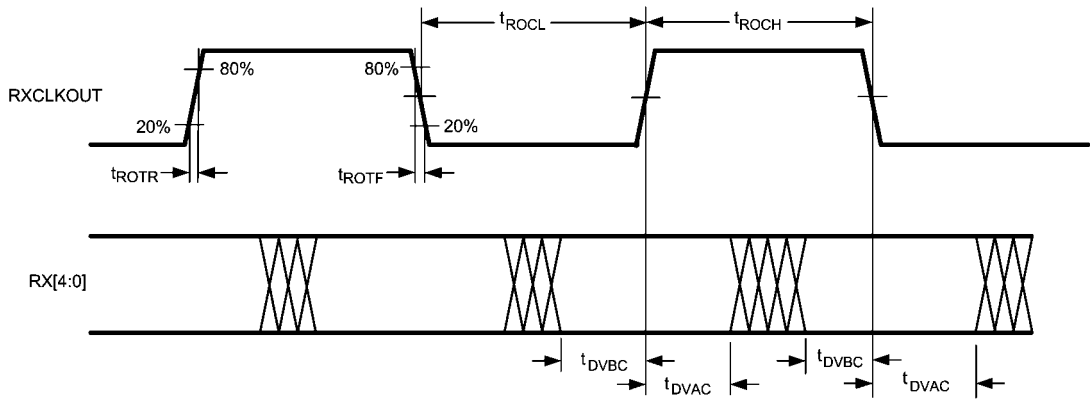 tROCL
tROCH
80%
80%
RXCLKOUT
20%
20%
tROTR
tROTF
RX[4:0]
tDVBC
tDVBC
tDVAC
tDVAC